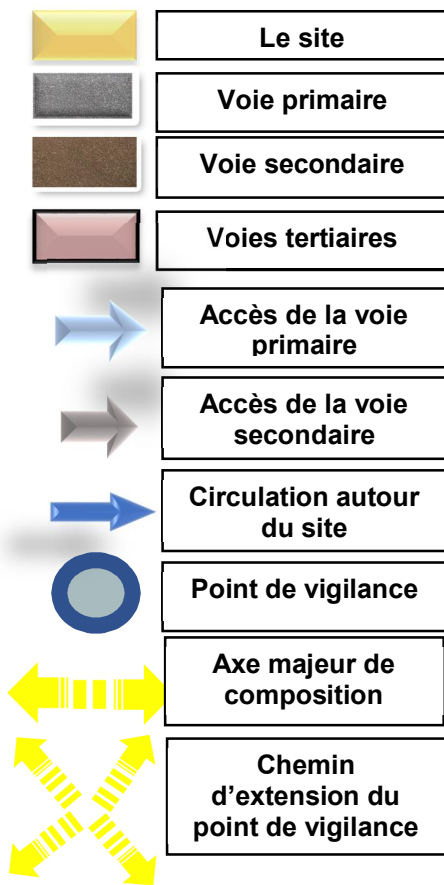 Le site
Voie primaire
Voie secondaire
Voies tertiaires
Accès de la voie
primaire
Accès de la voie
secondaire
Circulation autour
du site
Point de vigilance
Axe majeur de
composition
Chemin
d’extension du
point de vigilance